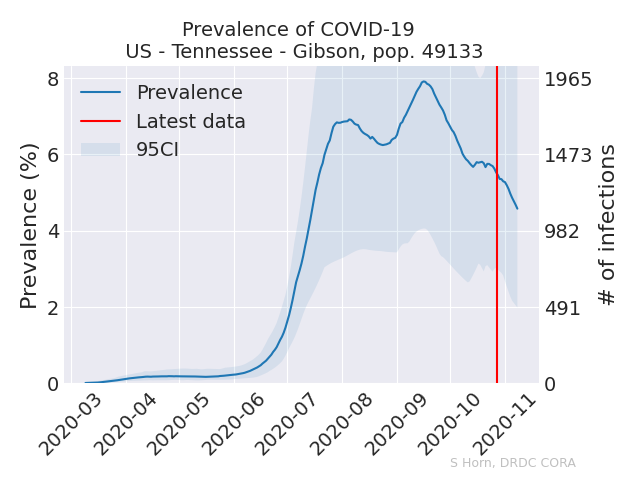 Prevalence of COVID-19
US - Tennessee - Gibson, pop. 49133
Prevalence
Latest data
95CI
Prevalence (%)
8
6
4
2
0
1965
1473
982
491
0
# of infections
2020-03
2020-04
2020-05
2020-06
2020-07
2020-08
2020-09
2020-10
2020-11
S Horn, DRDC CORA